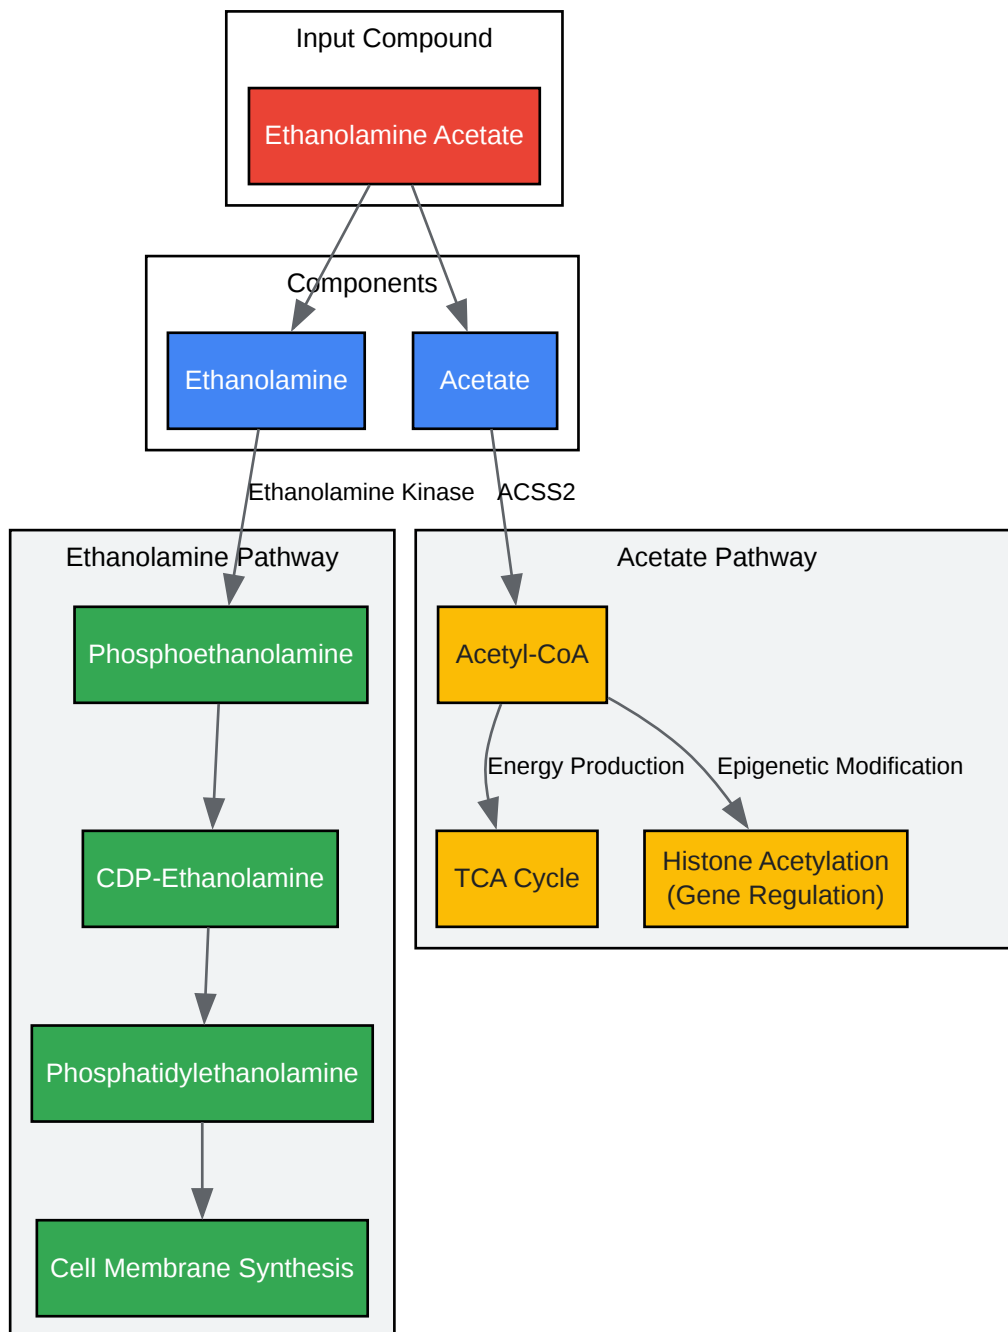 Input Compound
Ethanolamine Acetate
Components
Ethanolamine
Acetate
Ethanolamine Kinase
ACSS2
Ethanolamine Pathway
Phosphoethanolamine
CDP-Ethanolamine
Phosphatidylethanolamine
Cell Membrane Synthesis
Acetate Pathway
Acetyl-CoA
Energy Production
Epigenetic Modification
TCA Cycle
Histone Acetylation
(Gene Regulation)